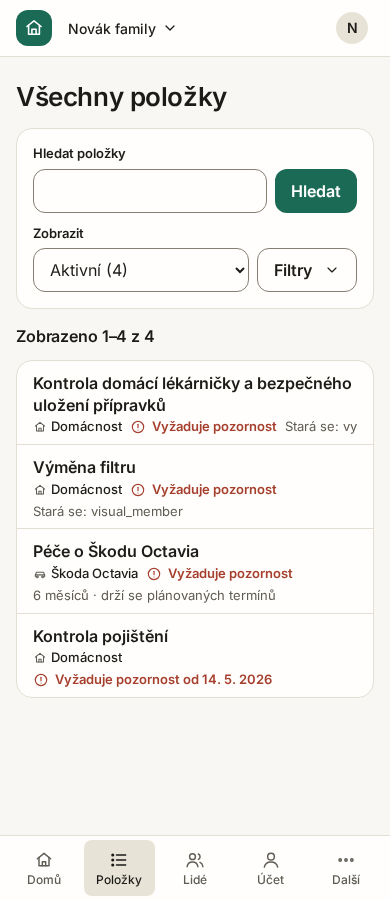 Novák family
N
Všechny položky
Hledat položky
Hledat
Zobrazit
Aktivní (4)
Filtry
Zobrazeno 1–4 z 4
Kontrola domácí lékárničky a bezpečného
uložení přípravků
Domácnost Vyžaduje pozornost Stará se: vy
Výměna filtru
Domácnost Vyžaduje pozornost
Stará se: visual_member
Péče o Škodu Octavia
Škoda Octavia Vyžaduje pozornost
6 měsíců · drží se plánovaných termínů
Kontrola pojištění
Domácnost
Vyžaduje pozornost od 14. 5. 2026
Domů Položky Lidé Účet Další